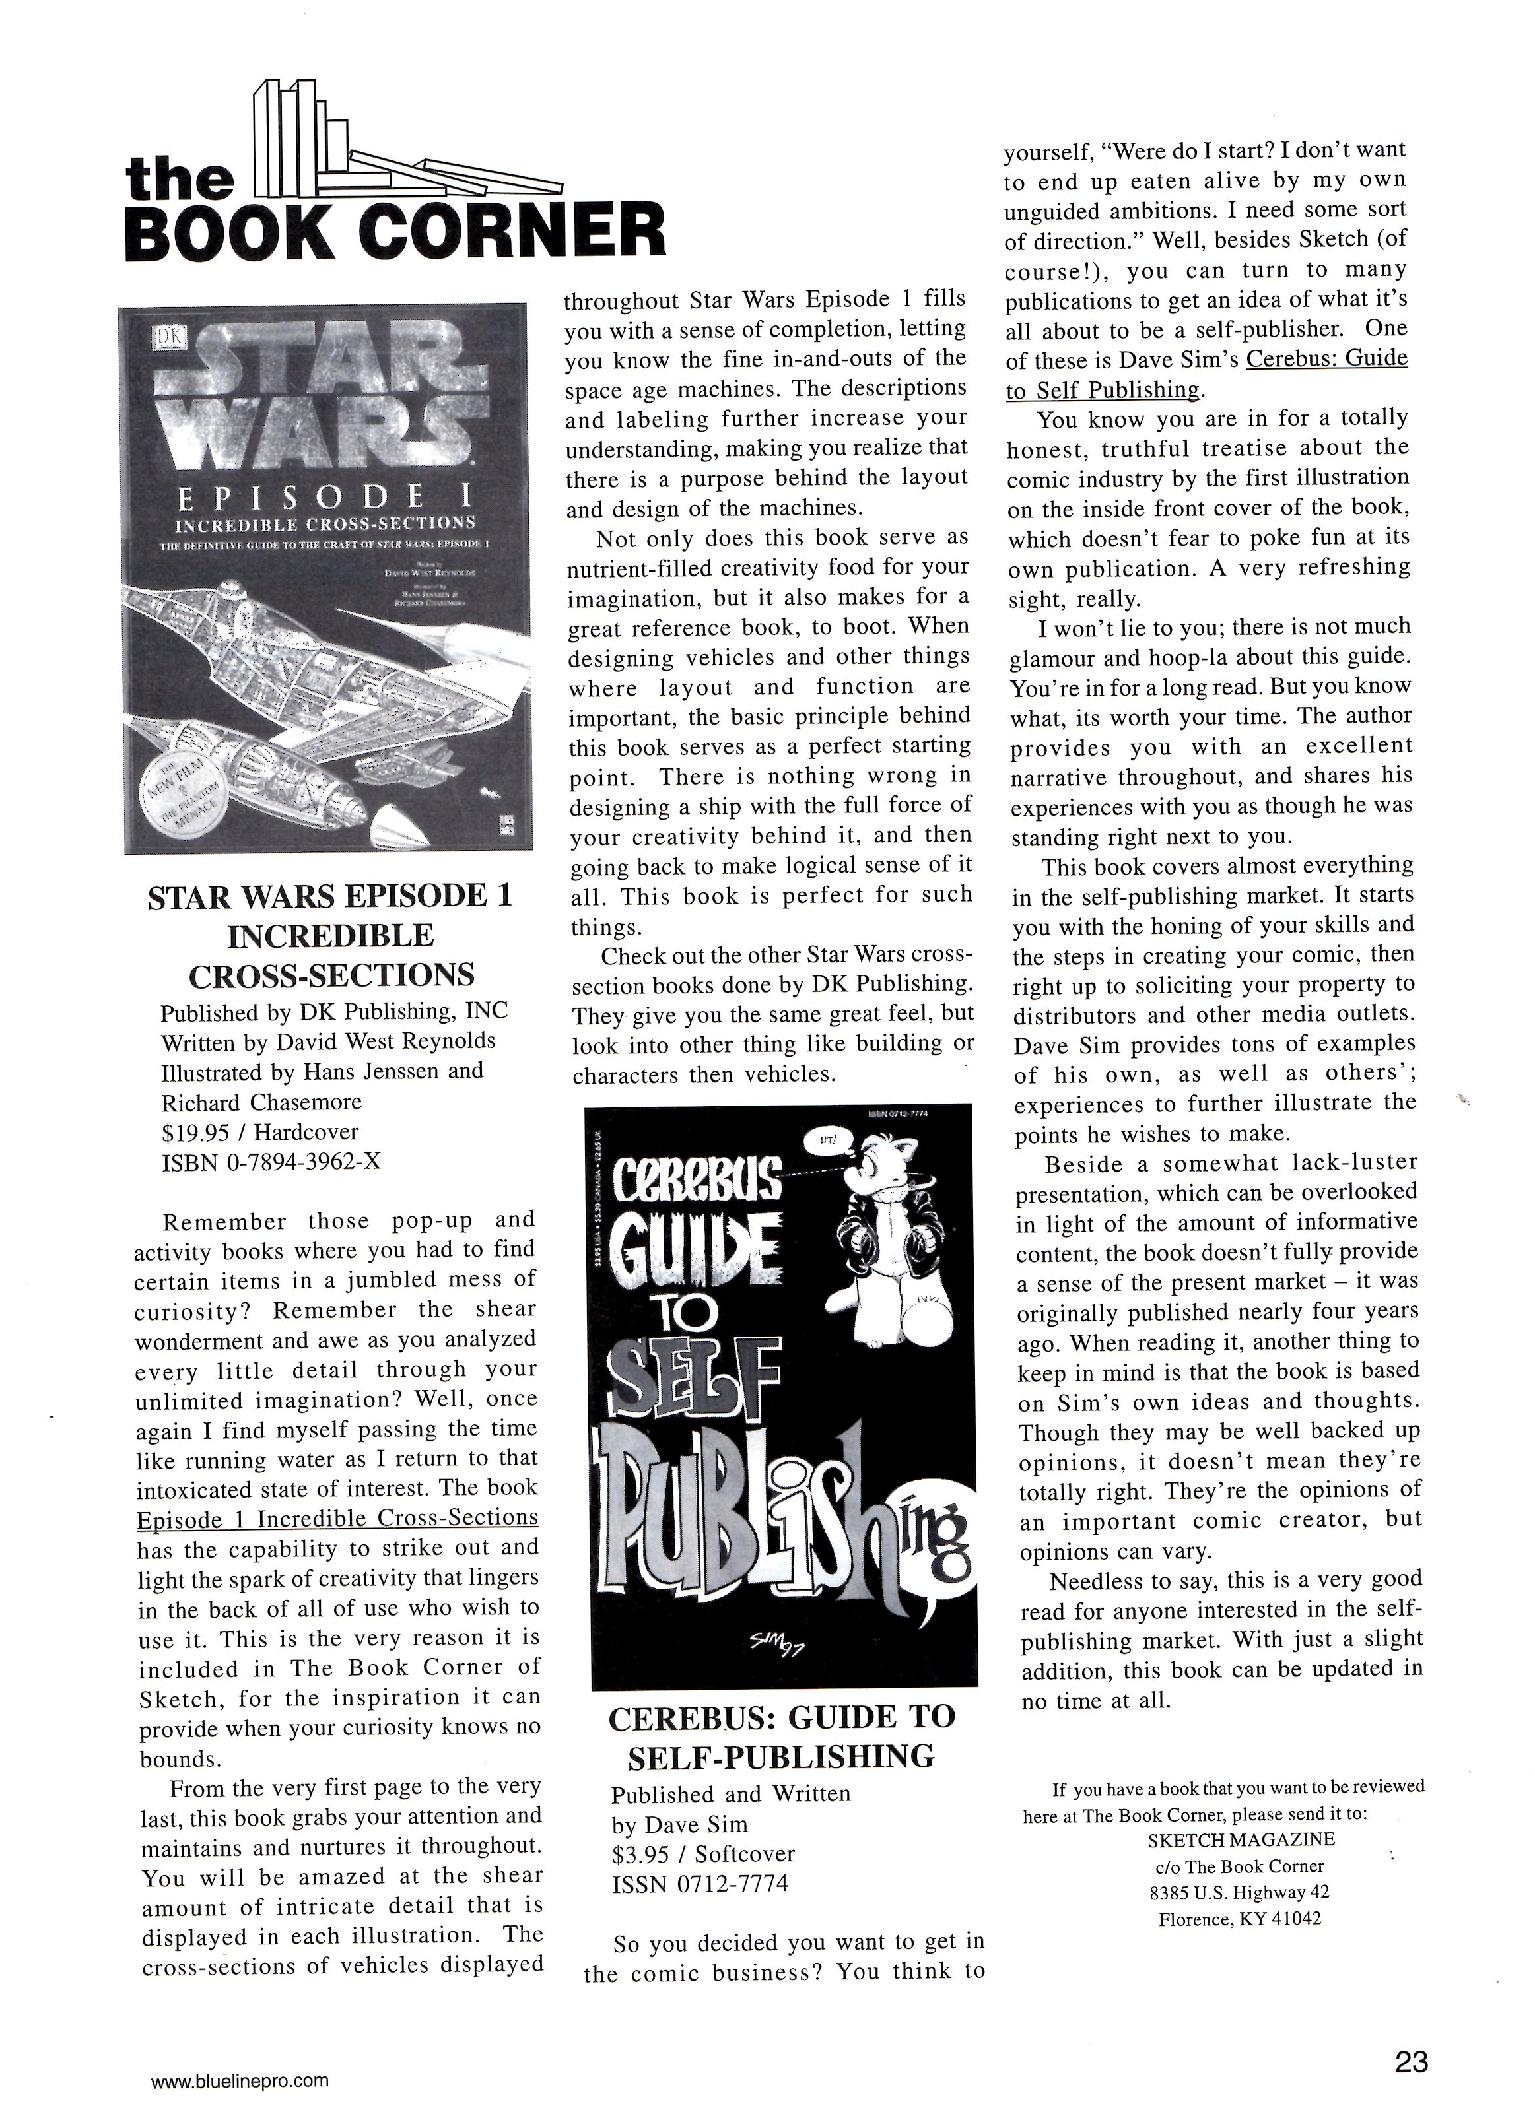 the
BOOK CORNER
DK
STAR
WARS
EPISODE I
INCREDIBLE CROSS-SECTIONS
THE DEFINITIVE GUIDE TO THE CRAFT OF STAR WARS: EPISODE I
DAVID WEST REYNOLDS
HANS JENSSEN &
RICHARD CHASEMORE
THE
NEW FILM
THE PHANTOM
MENACE
STAR WARS EPISODE 1
INCREDIBLE
CROSS-SECTIONS
Published by DK Publishing, INC
Written by David West Reynolds
Illustrated by Hans Jenssen and
Richard Chasemore
$19.95 / Hardcover
ISBN 0-7894-3962-X
Remember those pop-up and
activity books where you had to find
certain items in a jumbled mess of
curiosity? Remember the shear
wonderment and awe as you analyzed
every little detail through your
unlimited imagination? Well, once
again I find myself passing the time
like running water as I return to that
intoxicated state of interest. The book
Episode 1 Incredible Cross-Sections
has the capability to strike out and
light the spark of creativity that lingers
in the back of all of use who wish to
use it. This is the very reason it is
included in The Book Corner of
Sketch, for the inspiration it can
provide when your curiosity knows no
bounds.
From the very first page to the very
last, this book grabs your attention and
maintains and nurtures it throughout.
You will be amazed at the shear
amount of intricate detail that is
displayed in each illustration. The
cross-sections of vehicles displayed
throughout Star Wars Episode 1 fills
you with a sense of completion, letting
you know the fine in-and-outs of the
space age machines. The descriptions
and labeling further increase your
understanding, making you realize that
there is a purpose behind the layout
and design of the machines.
Not only does this book serve as
nutrient-filled creativity food for your
imagination, but it also makes for a
great reference book, to boot. When
designing vehicles and other things
where layout and function are
important, the basic principle behind
this book serves as a perfect starting
point. There is nothing wrong in
designing a ship with the full force of
your creativity behind it, and then
going back to make logical sense of it
all. This book is perfect for such
things.
Check out the other Star Wars cross-
section books done by DK Publishing.
They give you the same great feel, but
look into other thing like building or
characters then vehicles.
ISSN 0712-7774
$3.95 USA • $5.39 CANADA • £2.65 UK
CEREBUS
GUIDE
TO
SELF
PUBLiSHing
SIM 97
CEREBUS: GUIDE TO
SELF-PUBLISHING
Published and Written
by Dave Sim
$3.95 / Softcover
ISSN 0712-7774
So you decided you want to get in
the comic business? You think to
yourself, “Were do I start? I don’t want
to end up eaten alive by my own
unguided ambitions. I need some sort
of direction.” Well, besides Sketch (of
course!), you can turn to many
publications to get an idea of what it’s
all about to be a self-publisher. One
of these is Dave Sim’s Cerebus: Guide
to Self Publishing.
You know you are in for a totally
honest, truthful treatise about the
comic industry by the first illustration
on the inside front cover of the book,
which doesn’t fear to poke fun at its
own publication. A very refreshing
sight, really.
I won’t lie to you; there is not much
glamour and hoop-la about this guide.
You’re in for a long read. But you know
what, its worth your time. The author
provides you with an excellent
narrative throughout, and shares his
experiences with you as though he was
standing right next to you.
This book covers almost everything
in the self-publishing market. It starts
you with the honing of your skills and
the steps in creating your comic, then
right up to soliciting your property to
distributors and other media outlets.
Dave Sim provides tons of examples
of his own, as well as others’;
experiences to further illustrate the
points he wishes to make.
Beside a somewhat lack-luster
presentation, which can be overlooked
in light of the amount of informative
content, the book doesn’t fully provide
a sense of the present market – it was
originally published nearly four years
ago. When reading it, another thing to
keep in mind is that the book is based
on Sim’s own ideas and thoughts.
Though they may be well backed up
opinions, it doesn’t mean they’re
totally right. They’re the opinions of
an important comic creator, but
opinions can vary.
Needless to say, this is a very good
read for anyone interested in the self-
publishing market. With just a slight
addition, this book can be updated in
no time at all.
If you have a book that you want to be reviewed
here at The Book Corner, please send it to:
SKETCH MAGAZINE
c/o The Book Corner
8385 U.S. Highway 42
Florence, KY 41042
www.bluelinepro.com
23